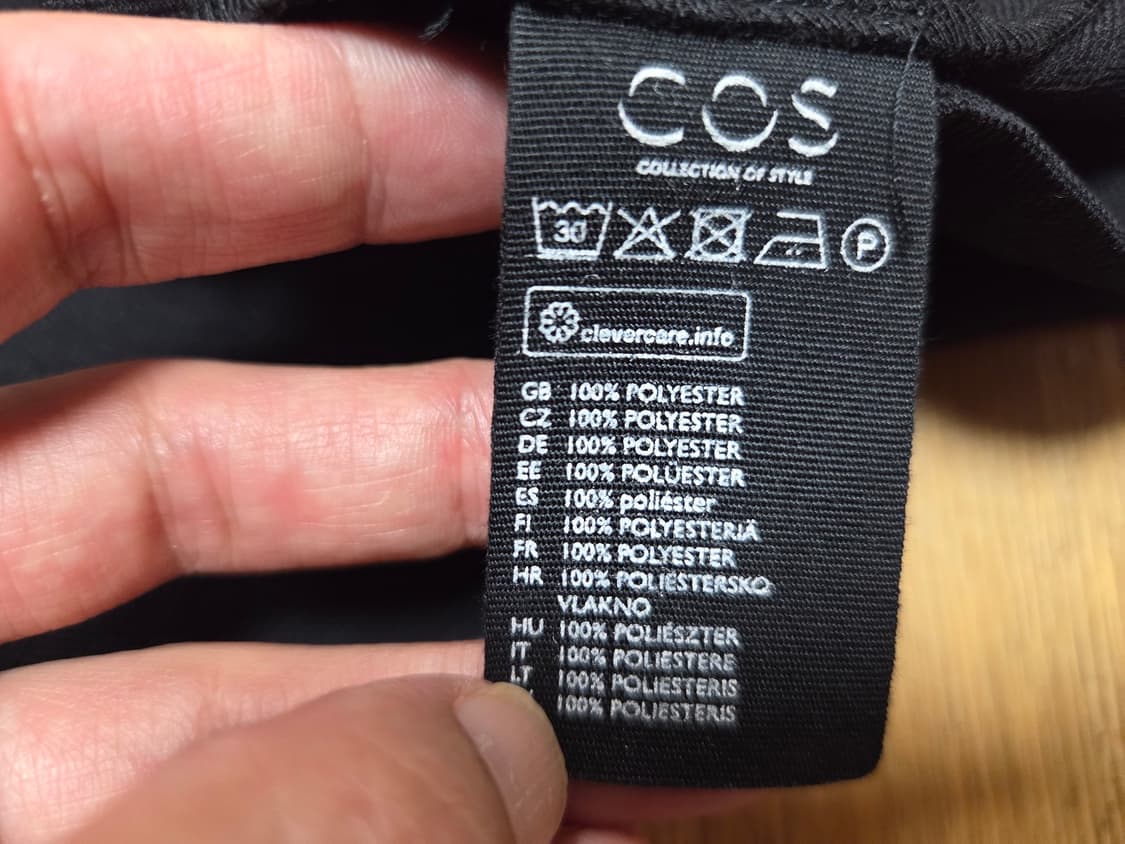 COS
COLLECTION OF STYLE
30
P
clevercare.info
GB 100% POLYESTER
CZ 100% POLYESTER
DE 100% POLYESTER
EE 100% POLÜESTER
ES 100% poliéster
FI 100% POLYESTERIÄ
FR 100% POLYESTER
HR 100% POLIESTERSKO
VLAKNO
HU 100% POLIÉSZTER
IT 100% POLIESTERE
LT 100% POLIESTERIS
100% POLIESTERIS